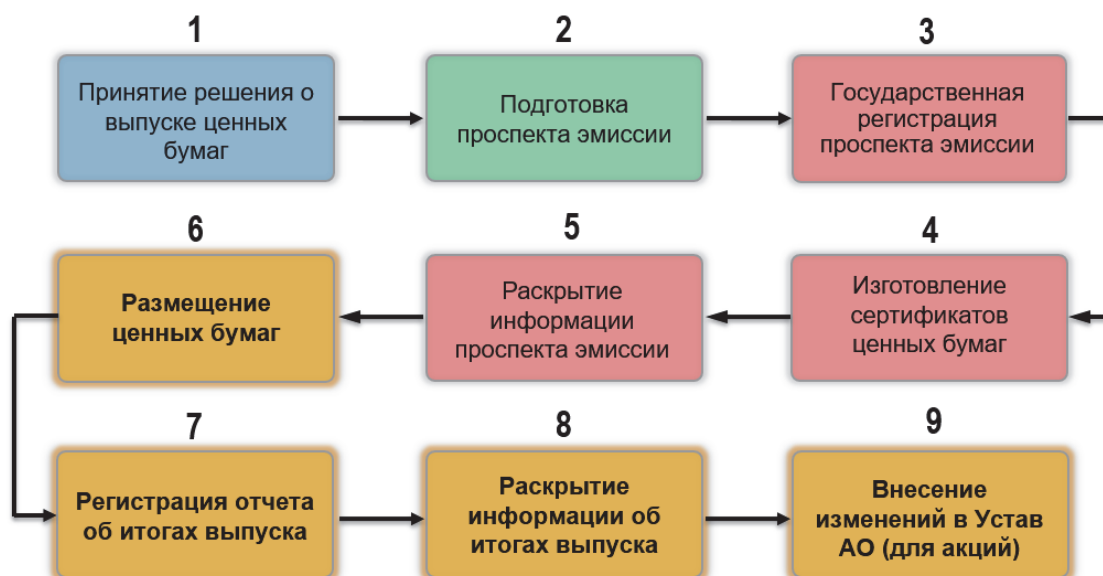 1
Принятие решения о
выпуске ценных
бумаг
2
Подготовка
проспекта эмиссии
3
Государственная
регистрация
проспекта эмиссии
4
Изготовление
сертификатов
ценных бумаг
5
Раскрытие
информации
проспекта эмиссии
6
Размещение
ценных бумаг
7
Регистрация отчета
об итогах выпуска
8
Раскрытие
информации об
итогах выпуска
9
Внесение
изменений в Устав
АО (для акций)